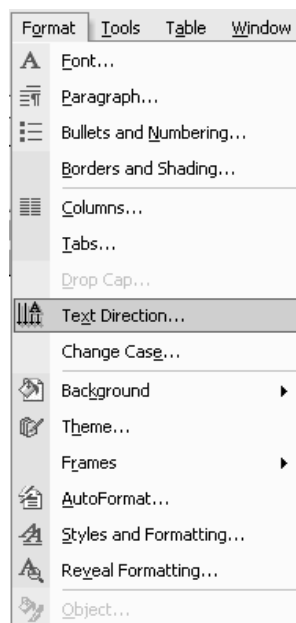 Format Tools Table Window
Font...
Paragraph...
Bullets and Numbering...
Borders and Shading...
Columns...
Tabs...
Drop Cap...
Text Direction...
Change Case...
Background
Theme...
Frames
AutoFormat...
Styles and Formatting...
Reveal Formatting...
Object...